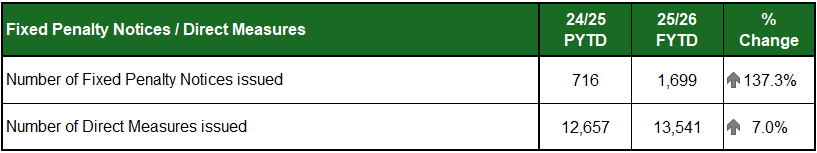 Fixed Penalty Notices / Direct Measures 24/25 PYTD 25/26 FYTD % Change
Number of Fixed Penalty Notices issued 716 1,699 137.3%
Number of Direct Measures issued 12,657 13,541 7.0%